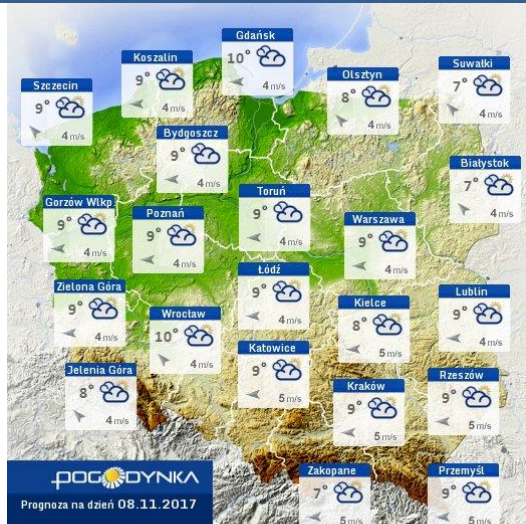 Gdańsk
10°
4 m/s
Koszalin
9°
4 m/s
Suwałki
7°
4 m/s
Olsztyn
8°
4 m/s
Szczecin
9°
4 m/s
Bydgoszcz
9°
4 m/s
Białystok
7°
4 m/s
Toruń
9°
4 m/s
Gorzów Wlkp
9°
4 m/s
Poznań
9°
4 m/s
Warszawa
9°
4 m/s
Łódź
9°
4 m/s
Zielona Góra
9°
4 m/s
Lublin
9°
4 m/s
Kielce
8°
5 m/s
Wrocław
10°
4 m/s
Katowice
9°
5 m/s
Jelenia Góra
8°
4 m/s
Rzeszów
9°
5 m/s
Kraków
9°
5 m/s
Zakopane
7°
5 m/s
Przemyśl
9°
5 m/s
POGODYNKA
Prognoza na dzień 08.11.2017